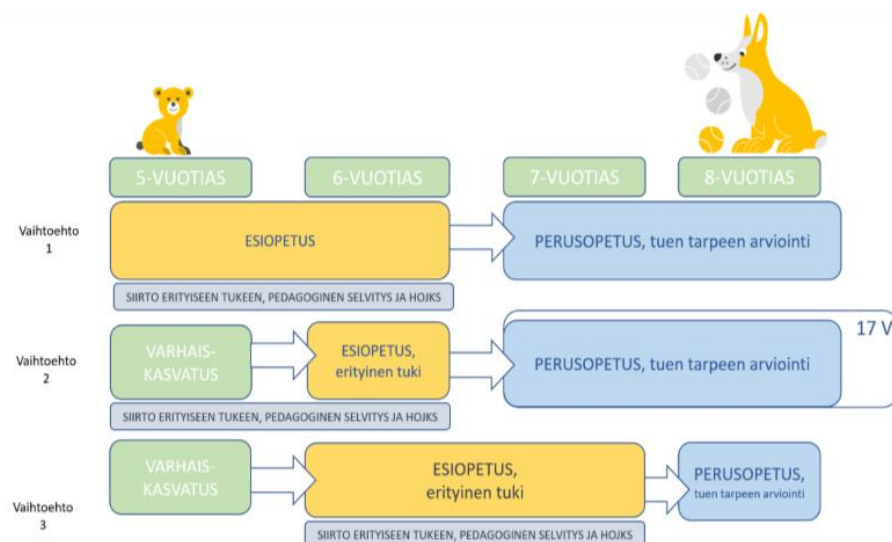 5-VUOTIAS 6-VUOTIAS 7-VUOTIAS 8-VUOTIAS
Vaihtoehto
1
ESIOPETUS
PERUSOPETUS, tuen tarpeen arviointi
SIIRTO ERITYISEEN TUKEEN, PEDAGOGINEN SELVITYS JA HOJKS
17 V
Vaihtoehto
2
VARHAIS-
KASVATUS
ESIOPETUS,
erityinen tuki
PERUSOPETUS, tuen tarpeen arviointi
SIIRTO ERITYISEEN TUKEEN, PEDAGOGINEN SELVITYS JA HOJKS
Vaihtoehto
3
VARHAIS-
KASVATUS
ESIOPETUS,
erityinen tuki
PERUSOPETUS,
tuen tarpeen arviointi
SIIRTO ERITYISEEN TUKEEN, PEDAGOGINEN SELVITYS JA HOJKS